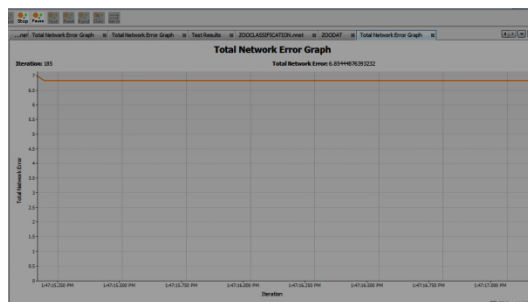 Stop Pause
...nel Total Network Error Graph Total Network Error Graph Test Results ZOOCLASSIFICATION.nnet ZOODAT Total Network Error Graph
Total Network Error Graph
Iteration: 185 Total Network Error: 6.83444876393232
7
6.5
6
5.5
5
4.5
4
3.5
3
2.5
2
1.5
1
0.5
0
Total Network Error
1:47:15.250 PM 1:47:15.500 PM 1:47:15.750 PM 1:47:16.000 PM 1:47:16.250 PM 1:47:16.500 PM 1:47:16.750 PM 1:47:17.000 PM
Iteration